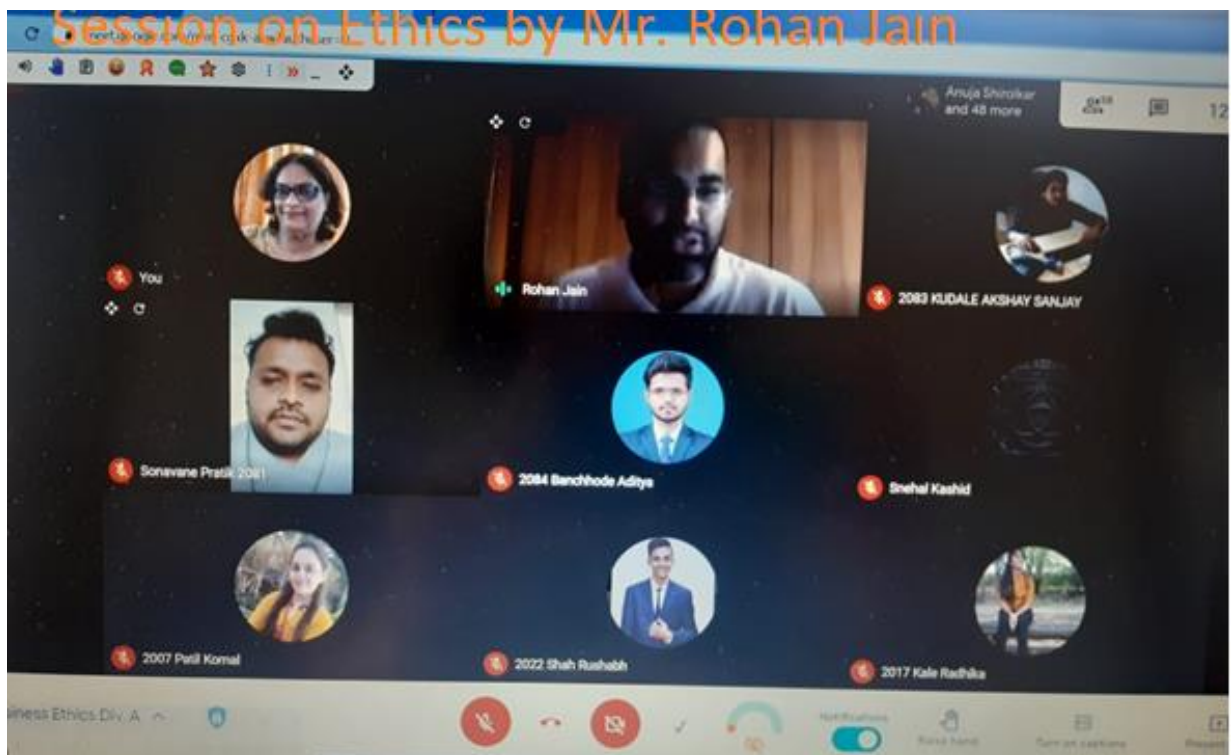 Session on Ethics by Mr. Rohan Jain
Anuja Shirolkar
and 48 more
12
You
Rohan Jain
2083 KUDALE AKSHAY SANJAY
Sonavane Pratik 2081
2084 Banchhode Aditya
Snehal Kashid
2007 Patil Komal
2022 Shah Rushabh
2017 Kale Radhika
iness Ethics Div. A
Notifications
Raise hand
Turn on captions